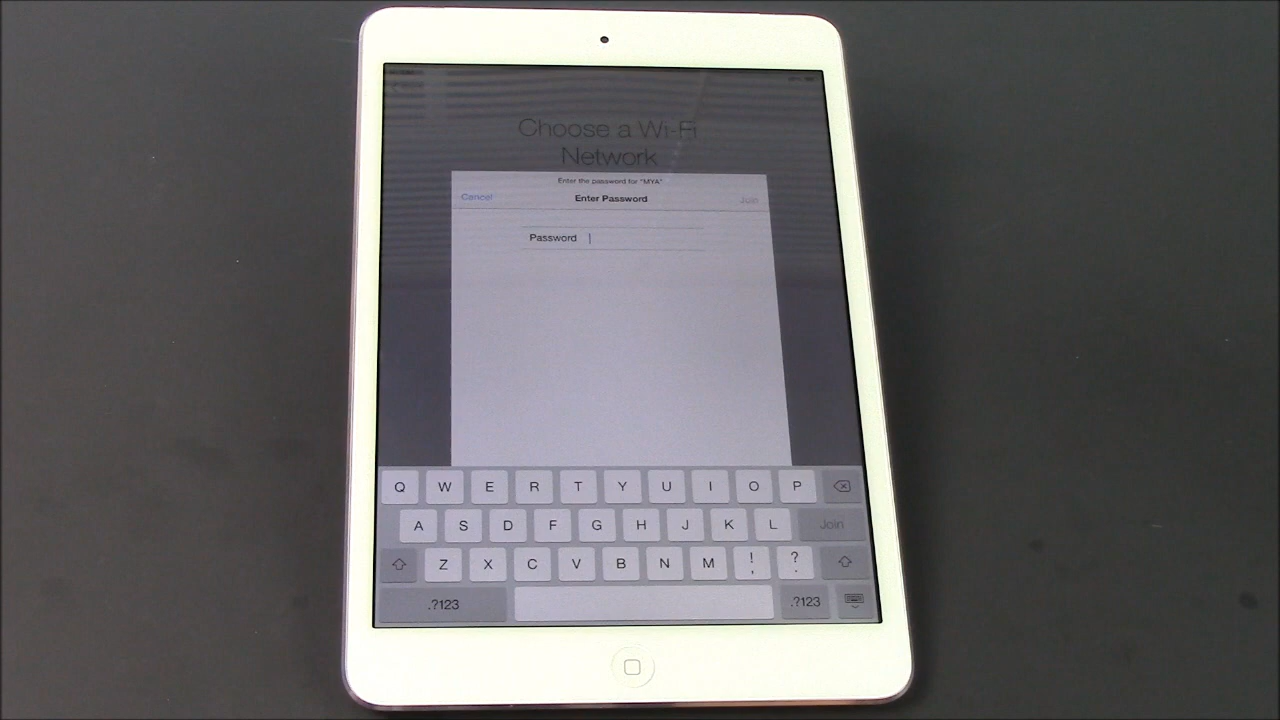 Choose a Wi-Fi
Network
Enter the password for "MYA"
Cancel Enter Password Join
Password
Q W E R T Y U I O P
A S D F G H J K L Join
Z X C V B N M ! , ? .
.?123 .?123